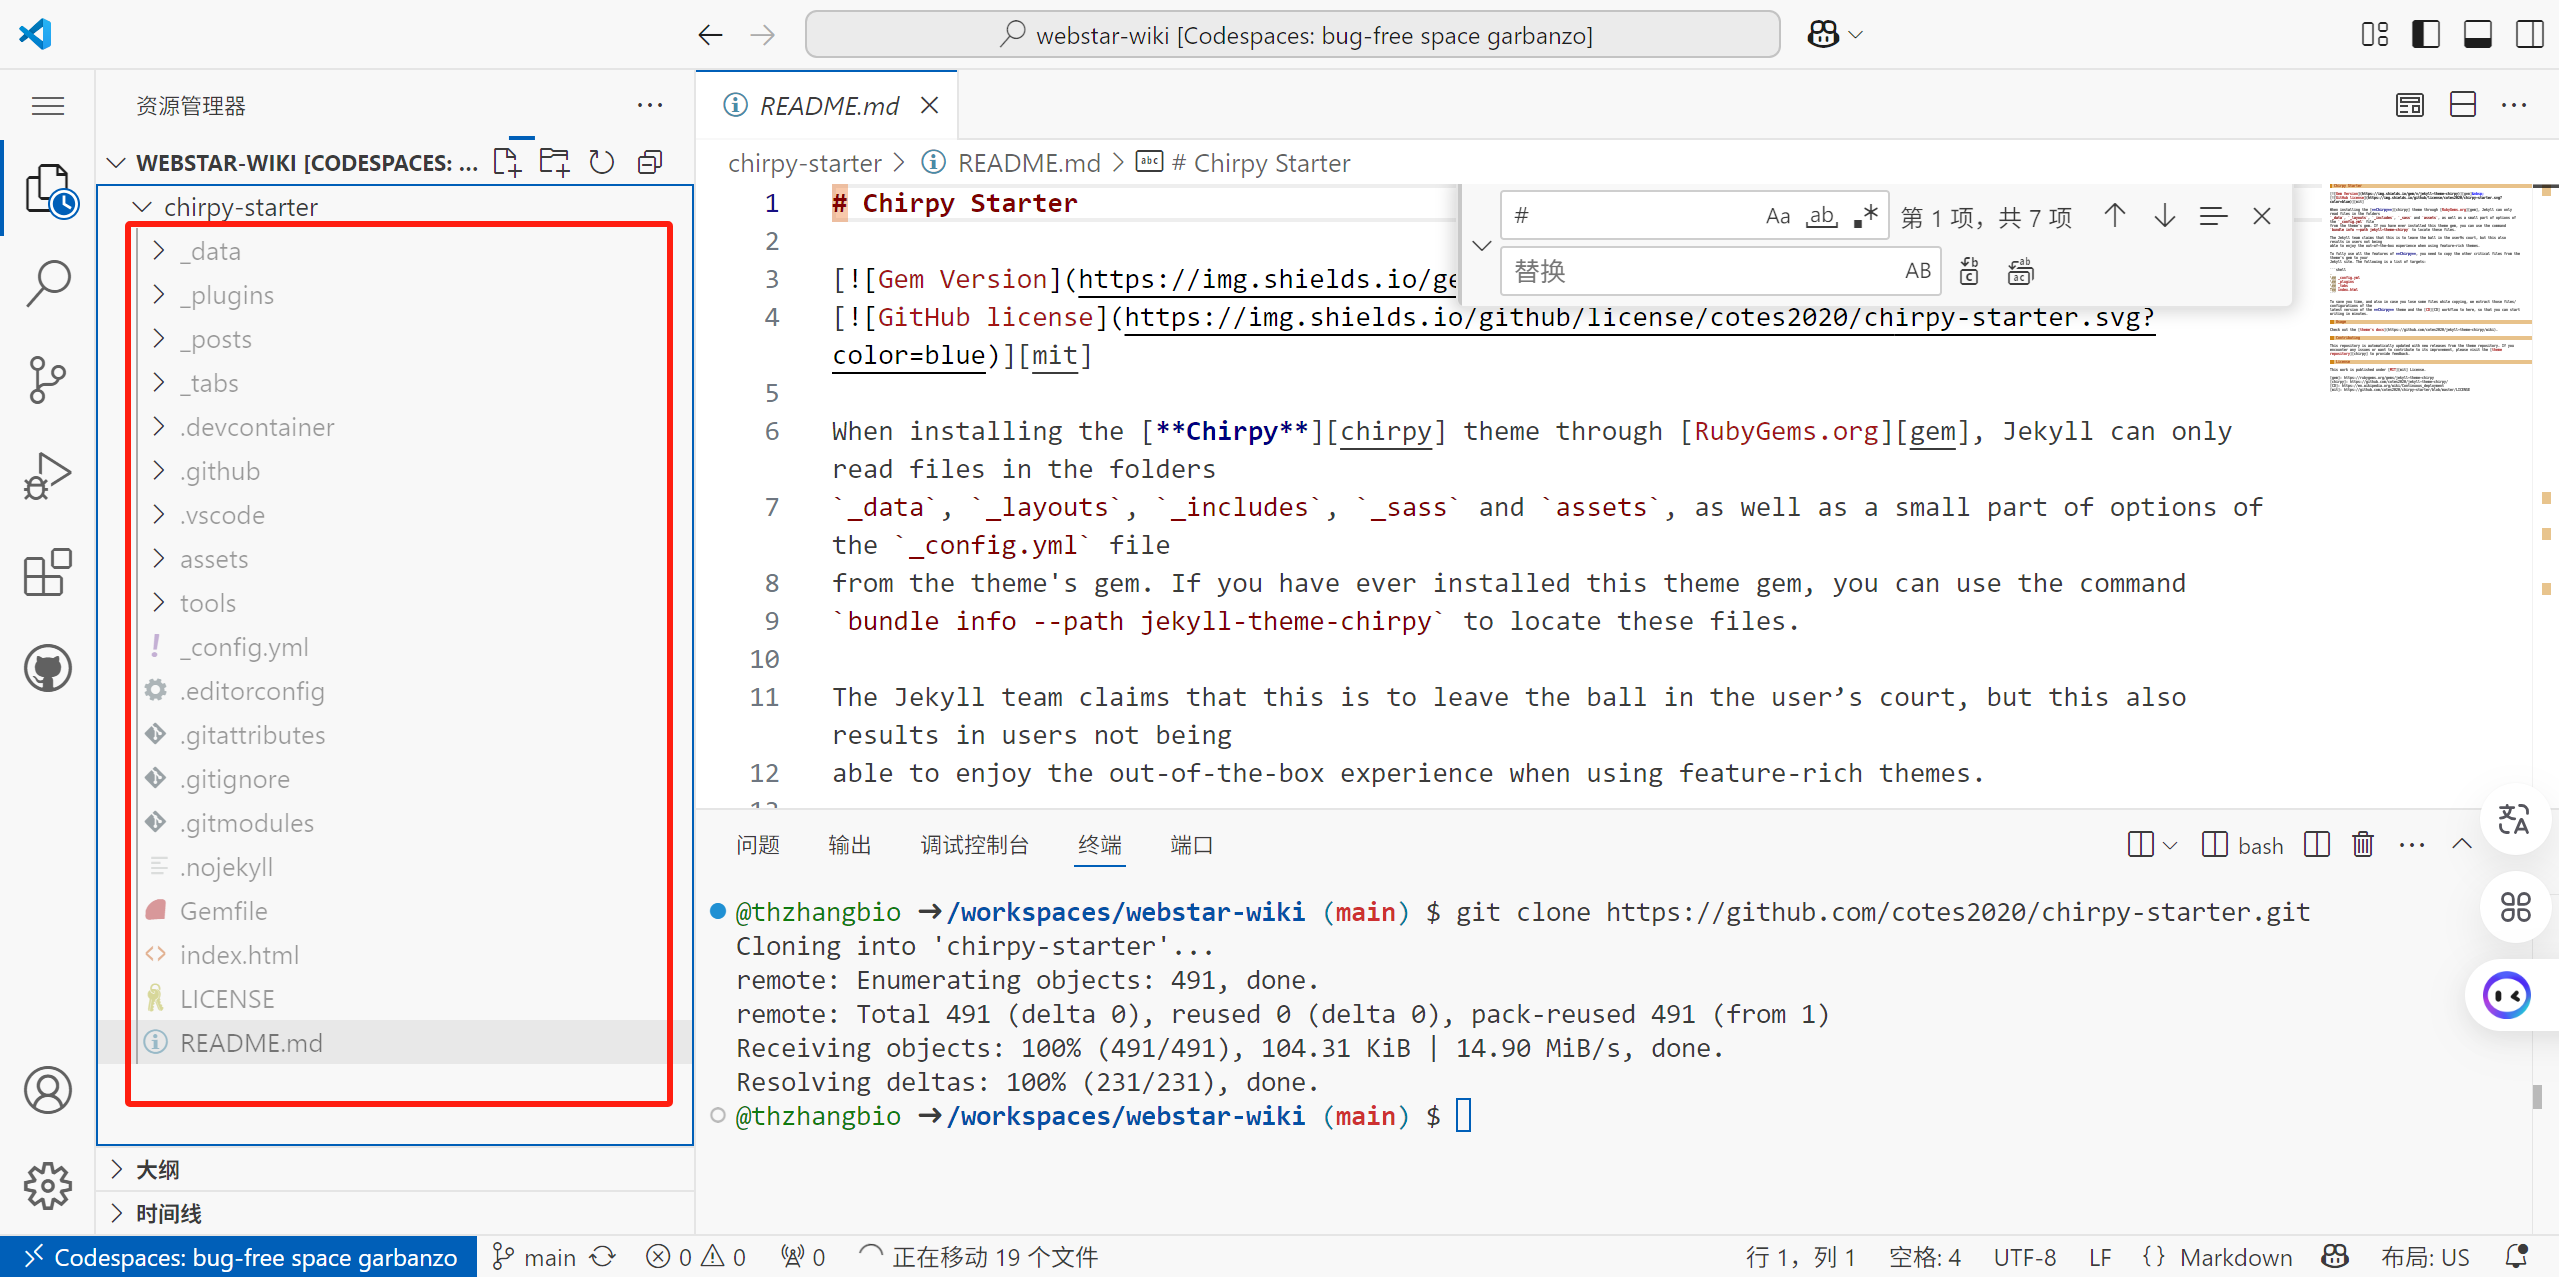 webstar-wiki [Codespaces: bug-free space garbanzo]
资源管理器
WEBSTAR-WIKI [CODESPACES: ...
chirpy-starter
_data
_plugins
_posts
_tabs
.devcontainer
.github
.vscode
assets
tools
_config.yml
.editorconfig
.gitattributes
.gitignore
.gitmodules
.nojekyll
Gemfile
index.html
LICENSE
README.md
大纲
时间线
README.md
chirpy-starter > README.md > # Chirpy Starter
# Aa ab 第 1 项，共 7 项
替换 AB
1 # Chirpy Starter
2
3 [![Gem Version](https://img.shields.io/ge
4 [![GitHub license](https://img.shields.io/github/license/cotes2020/chirpy-starter.svg?
color=blue)][mit]
5
6 When installing the [**Chirpy**][chirpy] theme through [RubyGems.org][gem], Jekyll can only
read files in the folders
7 `_data`, `_layouts`, `_includes`, `_sass` and `assets`, as well as a small part of options of
the `_config.yml` file
8 from the theme's gem. If you have ever installed this theme gem, you can use the command
9 `bundle info --path jekyll-theme-chirpy` to locate these files.
10
11 The Jekyll team claims that this is to leave the ball in the user’s court, but this also
results in users not being
12 able to enjoy the out-of-the-box experience when using feature-rich themes.
问题 输出 调试控制台 终端 端口
bash
@thzhangbio ➜/workspaces/webstar-wiki (main) $ git clone https://github.com/cotes2020/chirpy-starter.git
Cloning into 'chirpy-starter'...
remote: Enumerating objects: 491, done.
remote: Total 491 (delta 0), reused 0 (delta 0), pack-reused 491 (from 1)
Receiving objects: 100% (491/491), 104.31 KiB | 14.90 MiB/s, done.
Resolving deltas: 100% (231/231), done.
@thzhangbio ➜/workspaces/webstar-wiki (main) $
Codespaces: bug-free space garbanzo main 0 0 0 正在移动 19 个文件 行 1，列 1 空格: 4 UTF-8 LF {} Markdown 布局: US